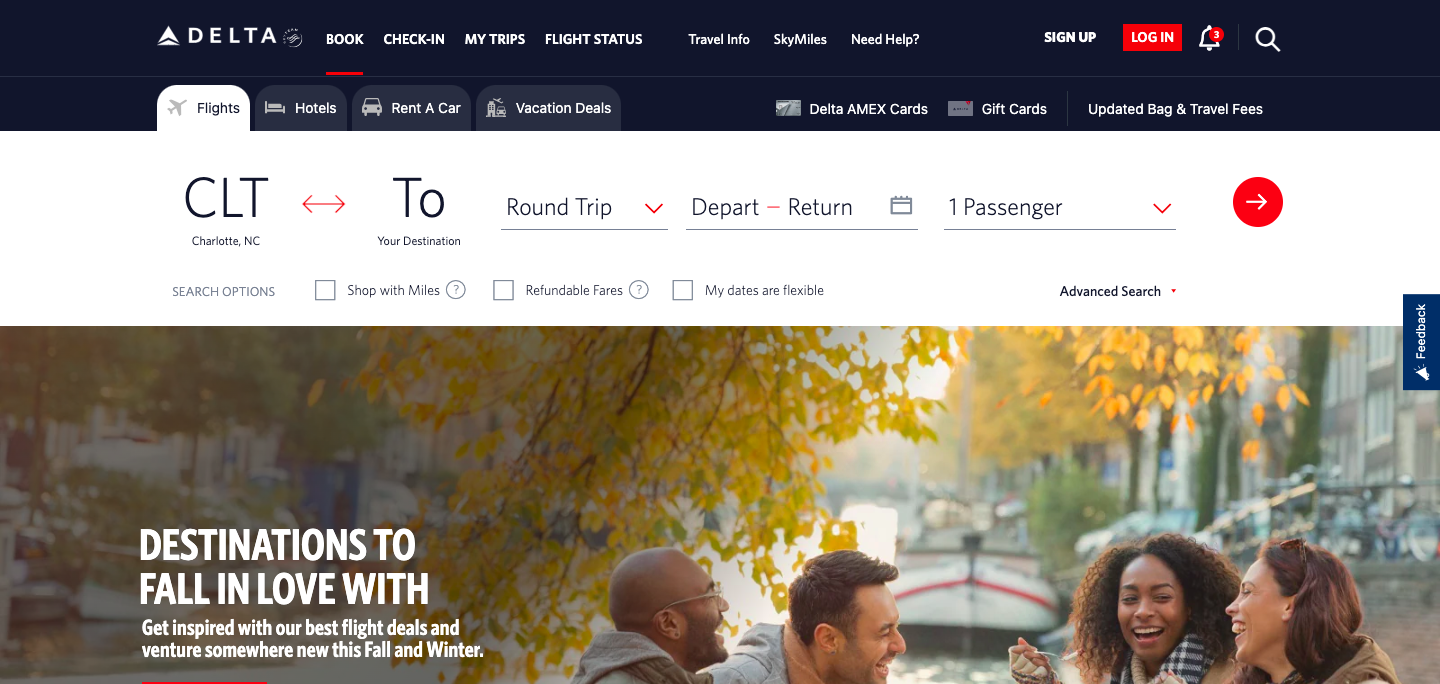 DELTA
BOOK CHECK-IN MY TRIPS FLIGHT STATUS Travel Info SkyMiles Need Help? SIGN UP LOG IN 3
Flights Hotels Rent A Car Vacation Deals Delta AMEX Cards Gift Cards Updated Bag & Travel Fees
CLT To Round Trip Depart – Return 1 Passenger
Charlotte, NC Your Destination
SEARCH OPTIONS Shop with Miles ? Refundable Fares ? My dates are flexible Advanced Search
Feedback
DESTINATIONS TO
FALL IN LOVE WITH
Get inspired with our best flight deals and
venture somewhere new this Fall and Winter.